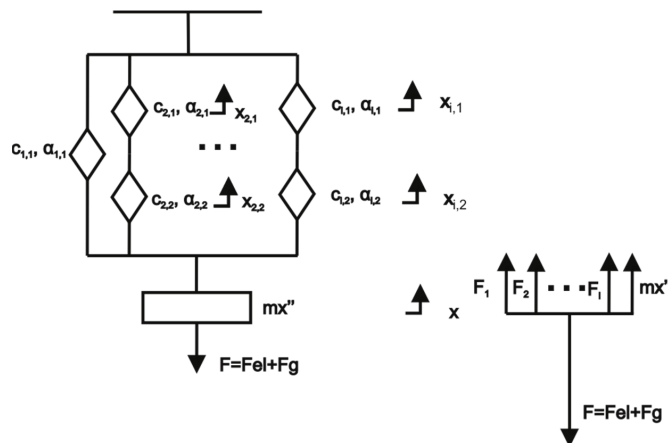 c₂,₁, α₂,₁ x₂,₁
cᵢ,₁, αᵢ,₁ xᵢ,₁
c₁,₁, α₁,₁
...
c₂,₂, α₂,₂ x₂,₂
cᵢ,₂, αᵢ,₂ xᵢ,₂
mx''
x
F=Fel+Fg
F₁ F₂ ... Fᵢ mx'
F=Fel+Fg